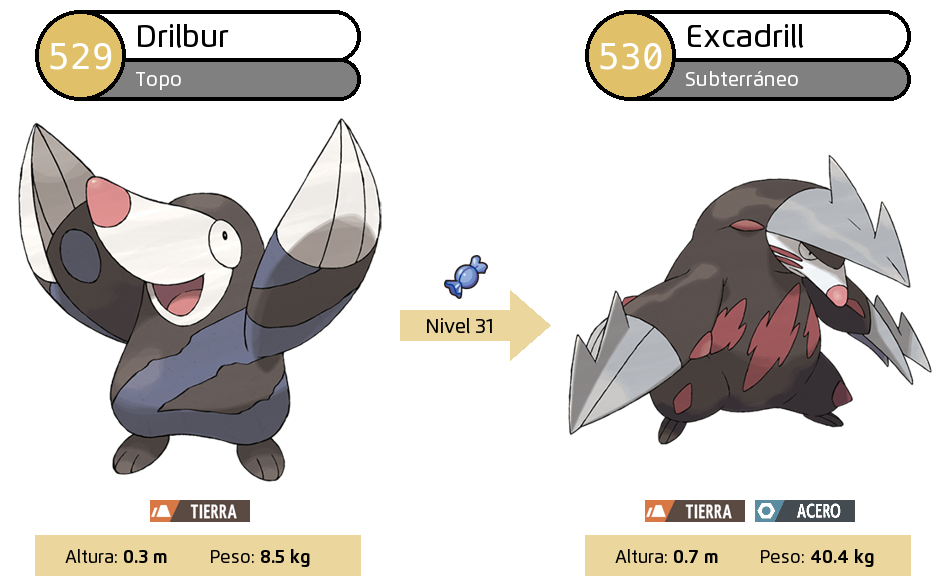 529
Drilbur
Topo
530
Excadrill
Subterráneo
Nivel 31
TIERRA
TIERRA
ACERO
Altura: 0.3 m Peso: 8.5 kg
Altura: 0.7 m Peso: 40.4 kg